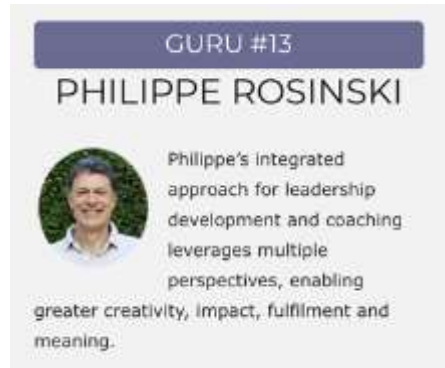 GURU #13
PHILIPPE ROSINSKI
Philippe's integrated
approach for leadership
development and coaching
leverages multiple
perspectives, enabling
greater creativity, impact, fulfilment and
meaning.